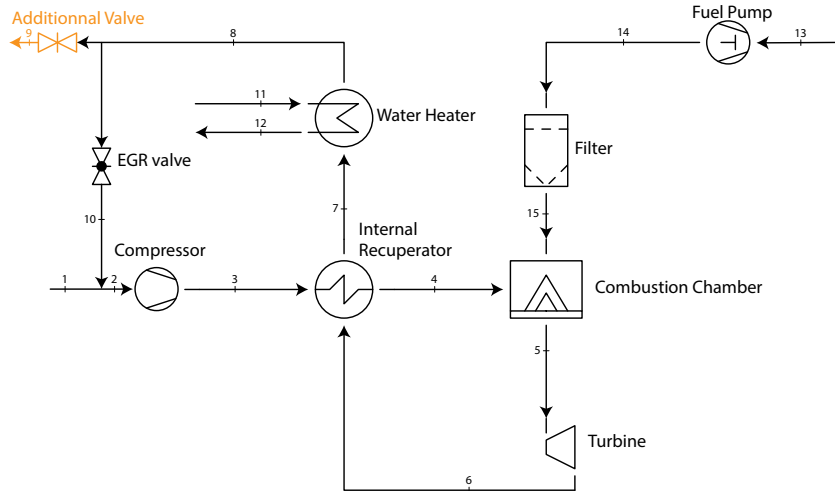 Additionnal Valve
Fuel Pump
9
8
14
13
11
Water Heater
12
Filter
EGR valve
7
15
10
Internal
Recuperator
Compressor
1
2
3
4
Combustion Chamber
5
Turbine
6